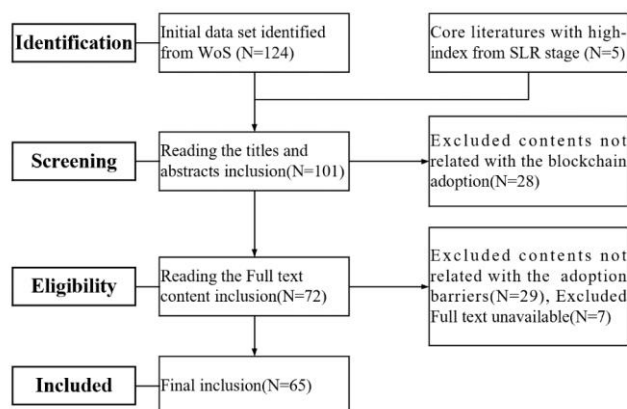 Identification
Initial data set identified
from WoS (N=124)
Core literatures with high-
index from SLR stage (N=5)
Screening
Reading the titles and
abstracts inclusion(N=101)
Excluded contents not
related with the blockchain
adoption(N=28)
Eligibility
Reading the Full text
content inclusion(N=72)
Excluded contents not
related with the adoption
barriers(N=29), Excluded
Full text unavailable(N=7)
Included
Final inclusion(N=65)